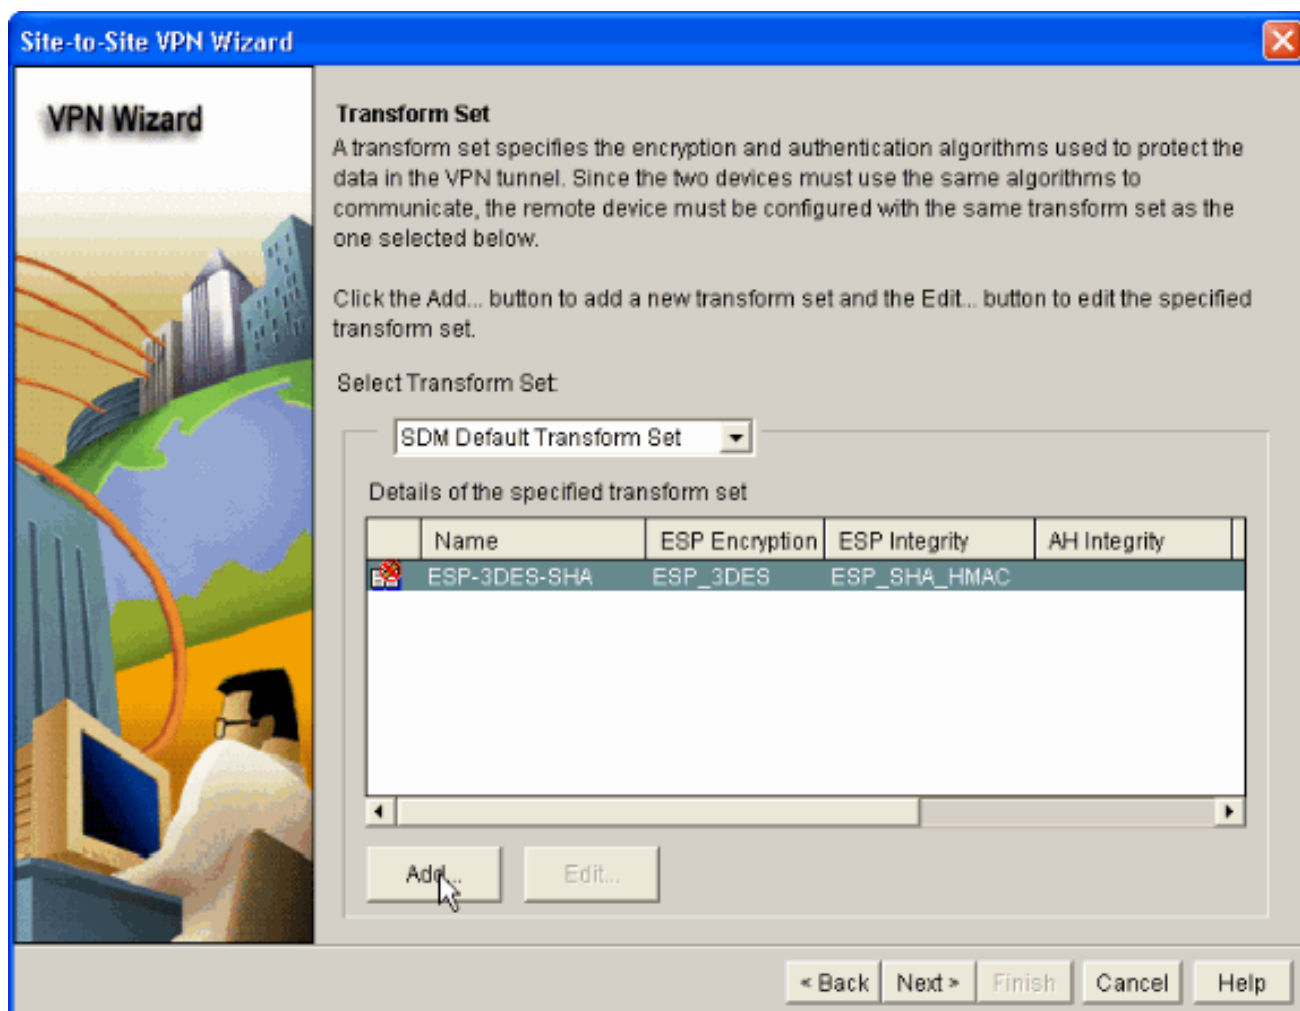 Site-to-Site VPN Wizard
VPN Wizard
Transform Set
A transform set specifies the encryption and authentication algorithms used to protect the
data in the VPN tunnel. Since the two devices must use the same algorithms to
communicate, the remote device must be configured with the same transform set as the
one selected below.
Click the Add... button to add a new transform set and the Edit... button to edit the specified
transform set.
Select Transform Set:
SDM Default Transform Set
Details of the specified transform set
Name ESP Encryption ESP Integrity AH Integrity
ESP-3DES-SHA ESP_3DES ESP_SHA_HMAC
Add... Edit...
< Back Next > Finish Cancel Help